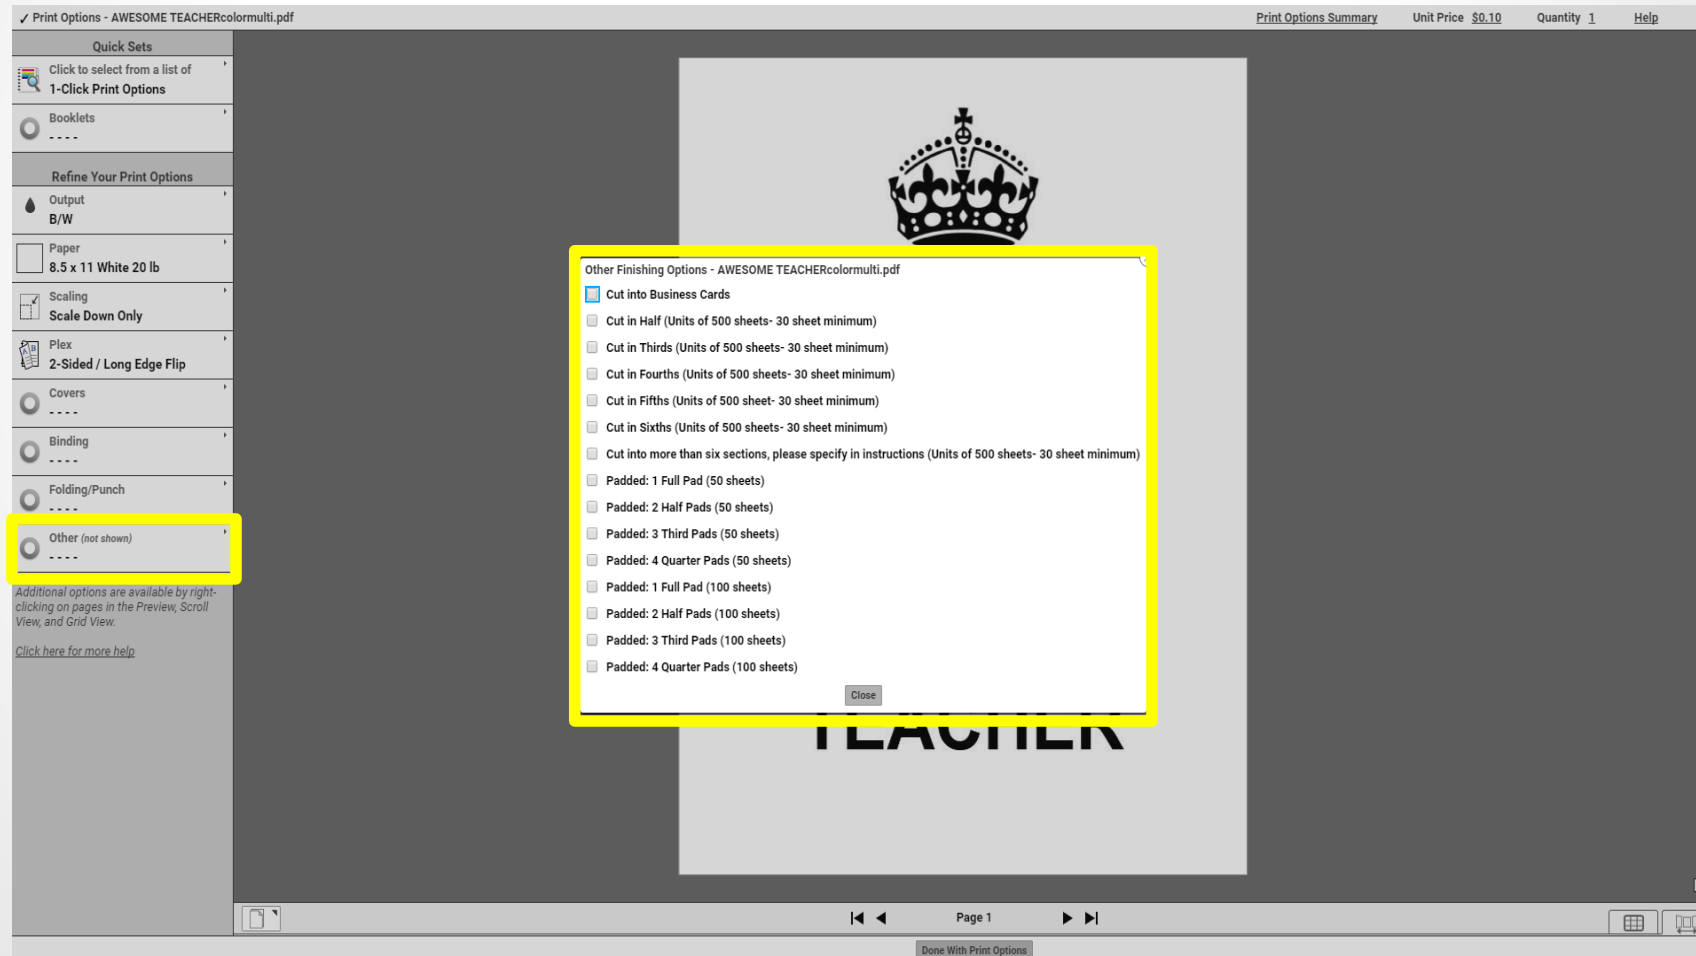 ✓ Print Options - AWESOME TEACHERcolormulti.pdf
Print Options Summary
Unit Price $0.10
Quantity 1
Help
Quick Sets
Click to select from a list of
1-Click Print Options
Booklets
- - - -
Refine Your Print Options
Output
B/W
Paper
8.5 x 11 White 20 lb
Scaling
Scale Down Only
Plex
2-Sided / Long Edge Flip
Covers
- - - -
Binding
- - - -
Folding/Punch
- - - -
Other (not shown)
- - - -
Additional options are available by right-
clicking on pages in the Preview, Scroll
View, and Grid View.
Click here for more help
Other Finishing Options - AWESOME TEACHERcolormulti.pdf
Cut into Business Cards
Cut in Half (Units of 500 sheets- 30 sheet minimum)
Cut in Thirds (Units of 500 sheets- 30 sheet minimum)
Cut in Fourths (Units of 500 sheets- 30 sheet minimum)
Cut in Fifths (Units of 500 sheet- 30 sheet minimum)
Cut in Sixths (Units of 500 sheets- 30 sheet minimum)
Cut into more than six sections, please specify in instructions (Units of 500 sheets- 30 sheet minimum)
Padded: 1 Full Pad (50 sheets)
Padded: 2 Half Pads (50 sheets)
Padded: 3 Third Pads (50 sheets)
Padded: 4 Quarter Pads (50 sheets)
Padded: 1 Full Pad (100 sheets)
Padded: 2 Half Pads (100 sheets)
Padded: 3 Third Pads (100 sheets)
Padded: 4 Quarter Pads (100 sheets)
Close
TEACHER
Page 1
Done With Print Options